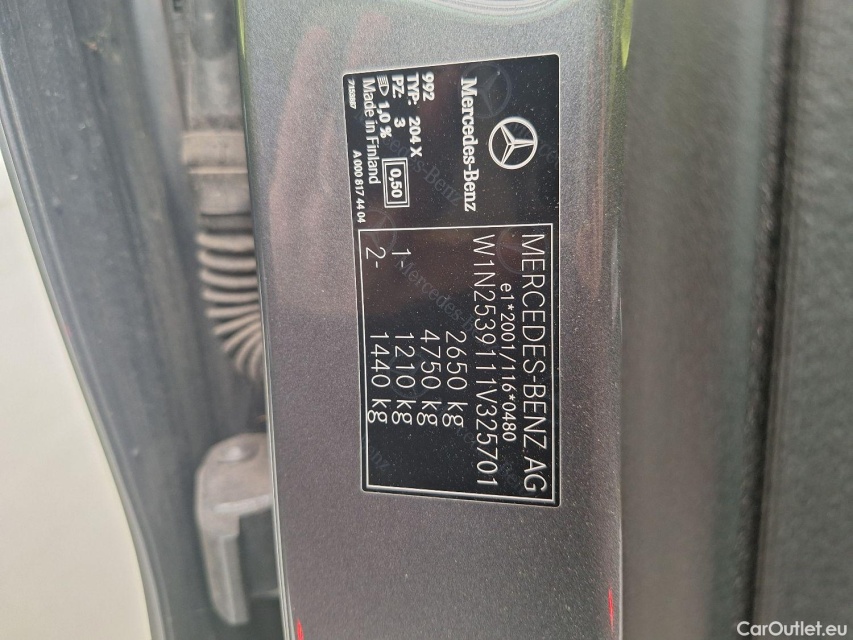 Mercedes-Benz
992
TYP: 204 X
PZ: 3
1,0 %
0,50
Made in Finland
7153867
A 000 817 44 04
MERCEDES-BENZ AG
e1*2001/116*0480
W1N2539111V325701
2650 kg
4750 kg
1- 1210 kg
2- 1440 kg
CarOutlet.eu